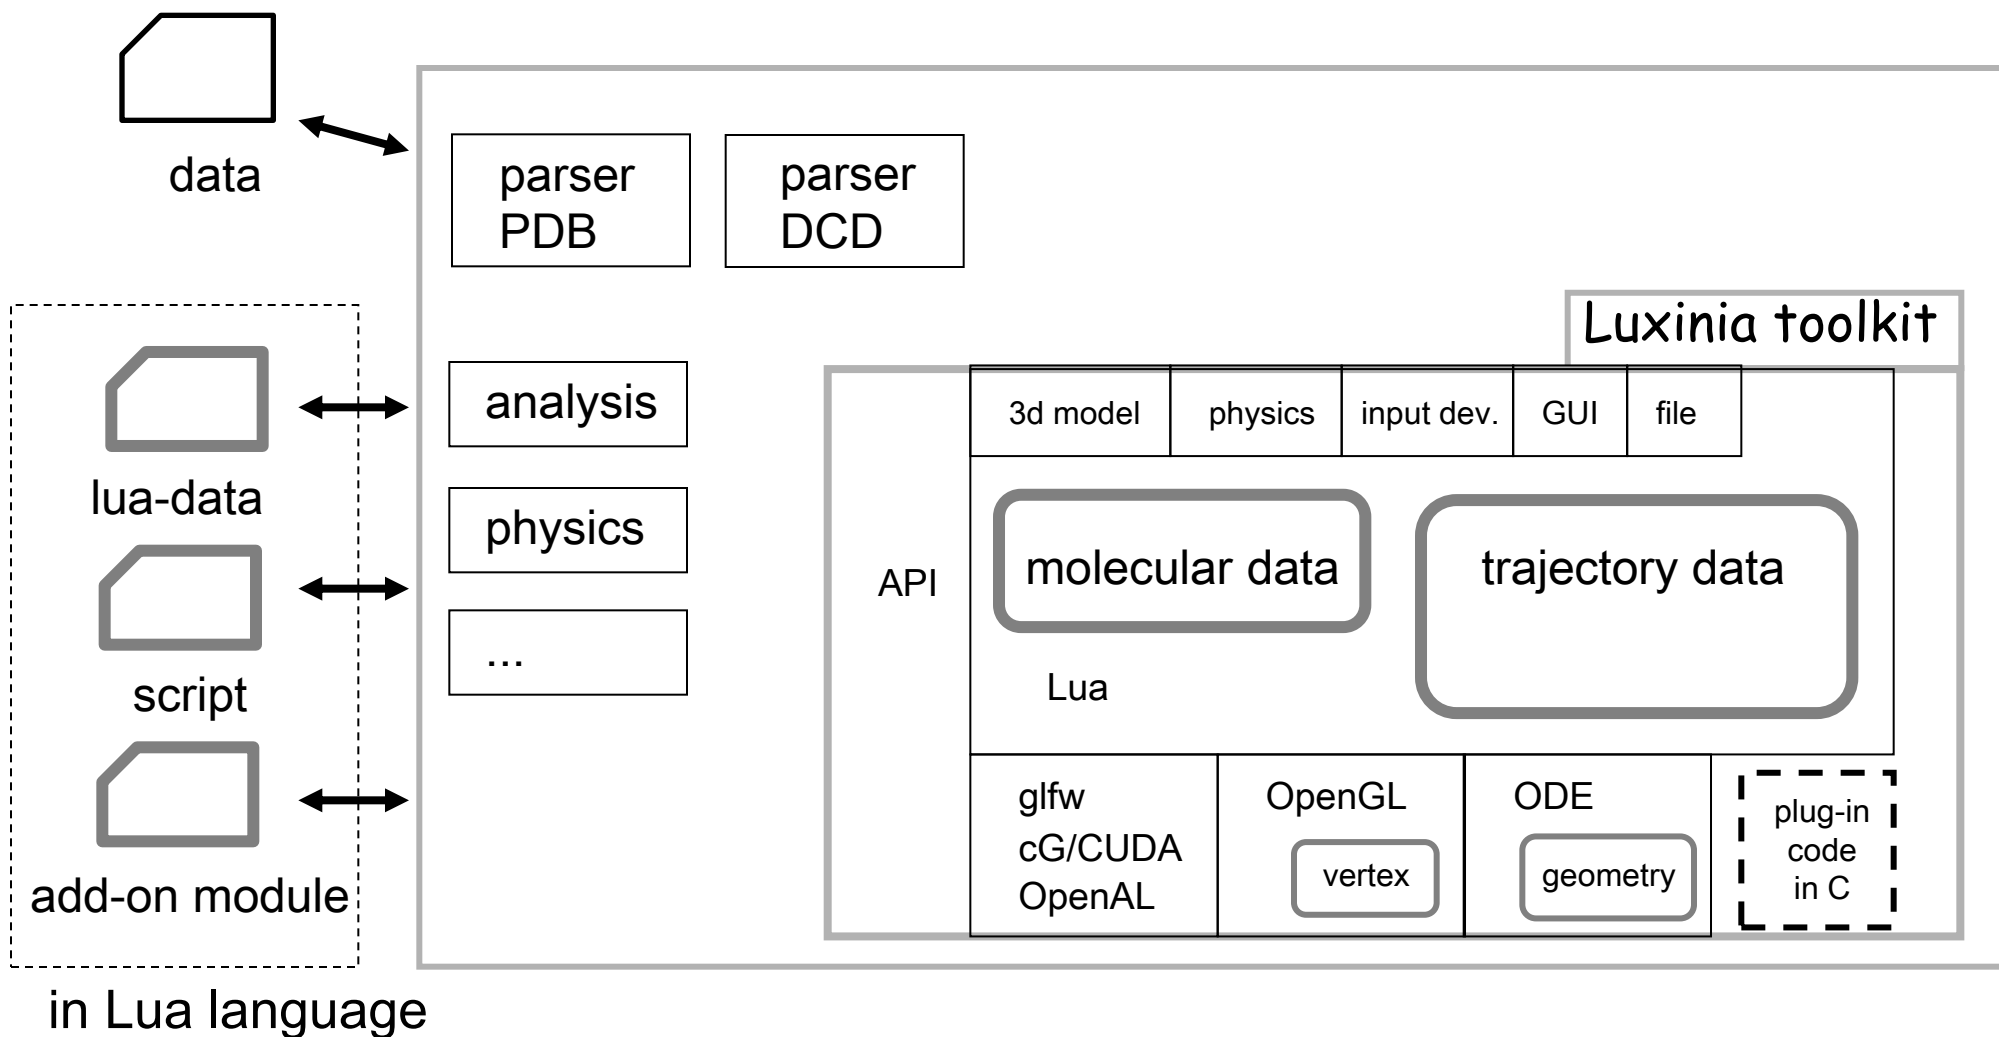 data
parser
PDB
parser
DCD
Luxinia toolkit
analysis
3d model
physics
input dev.
GUI
file
lua-data
physics
API
molecular data
trajectory data
...
Lua
script
glfw
cG/CUDA
OpenAL
OpenGL
vertex
ODE
geometry
plug-in
code
in C
add-on module
in Lua language